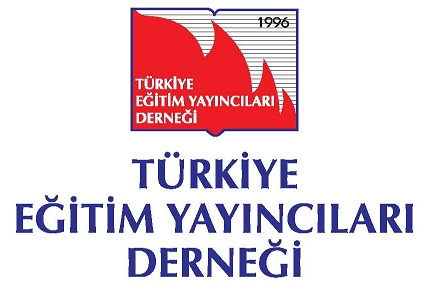 1996
TÜRKİYE
EĞİTİM YAYINCILARI
DERNEĞİ
TÜRKİYE
EĞİTİM YAYINCILARI
DERNEĞİ